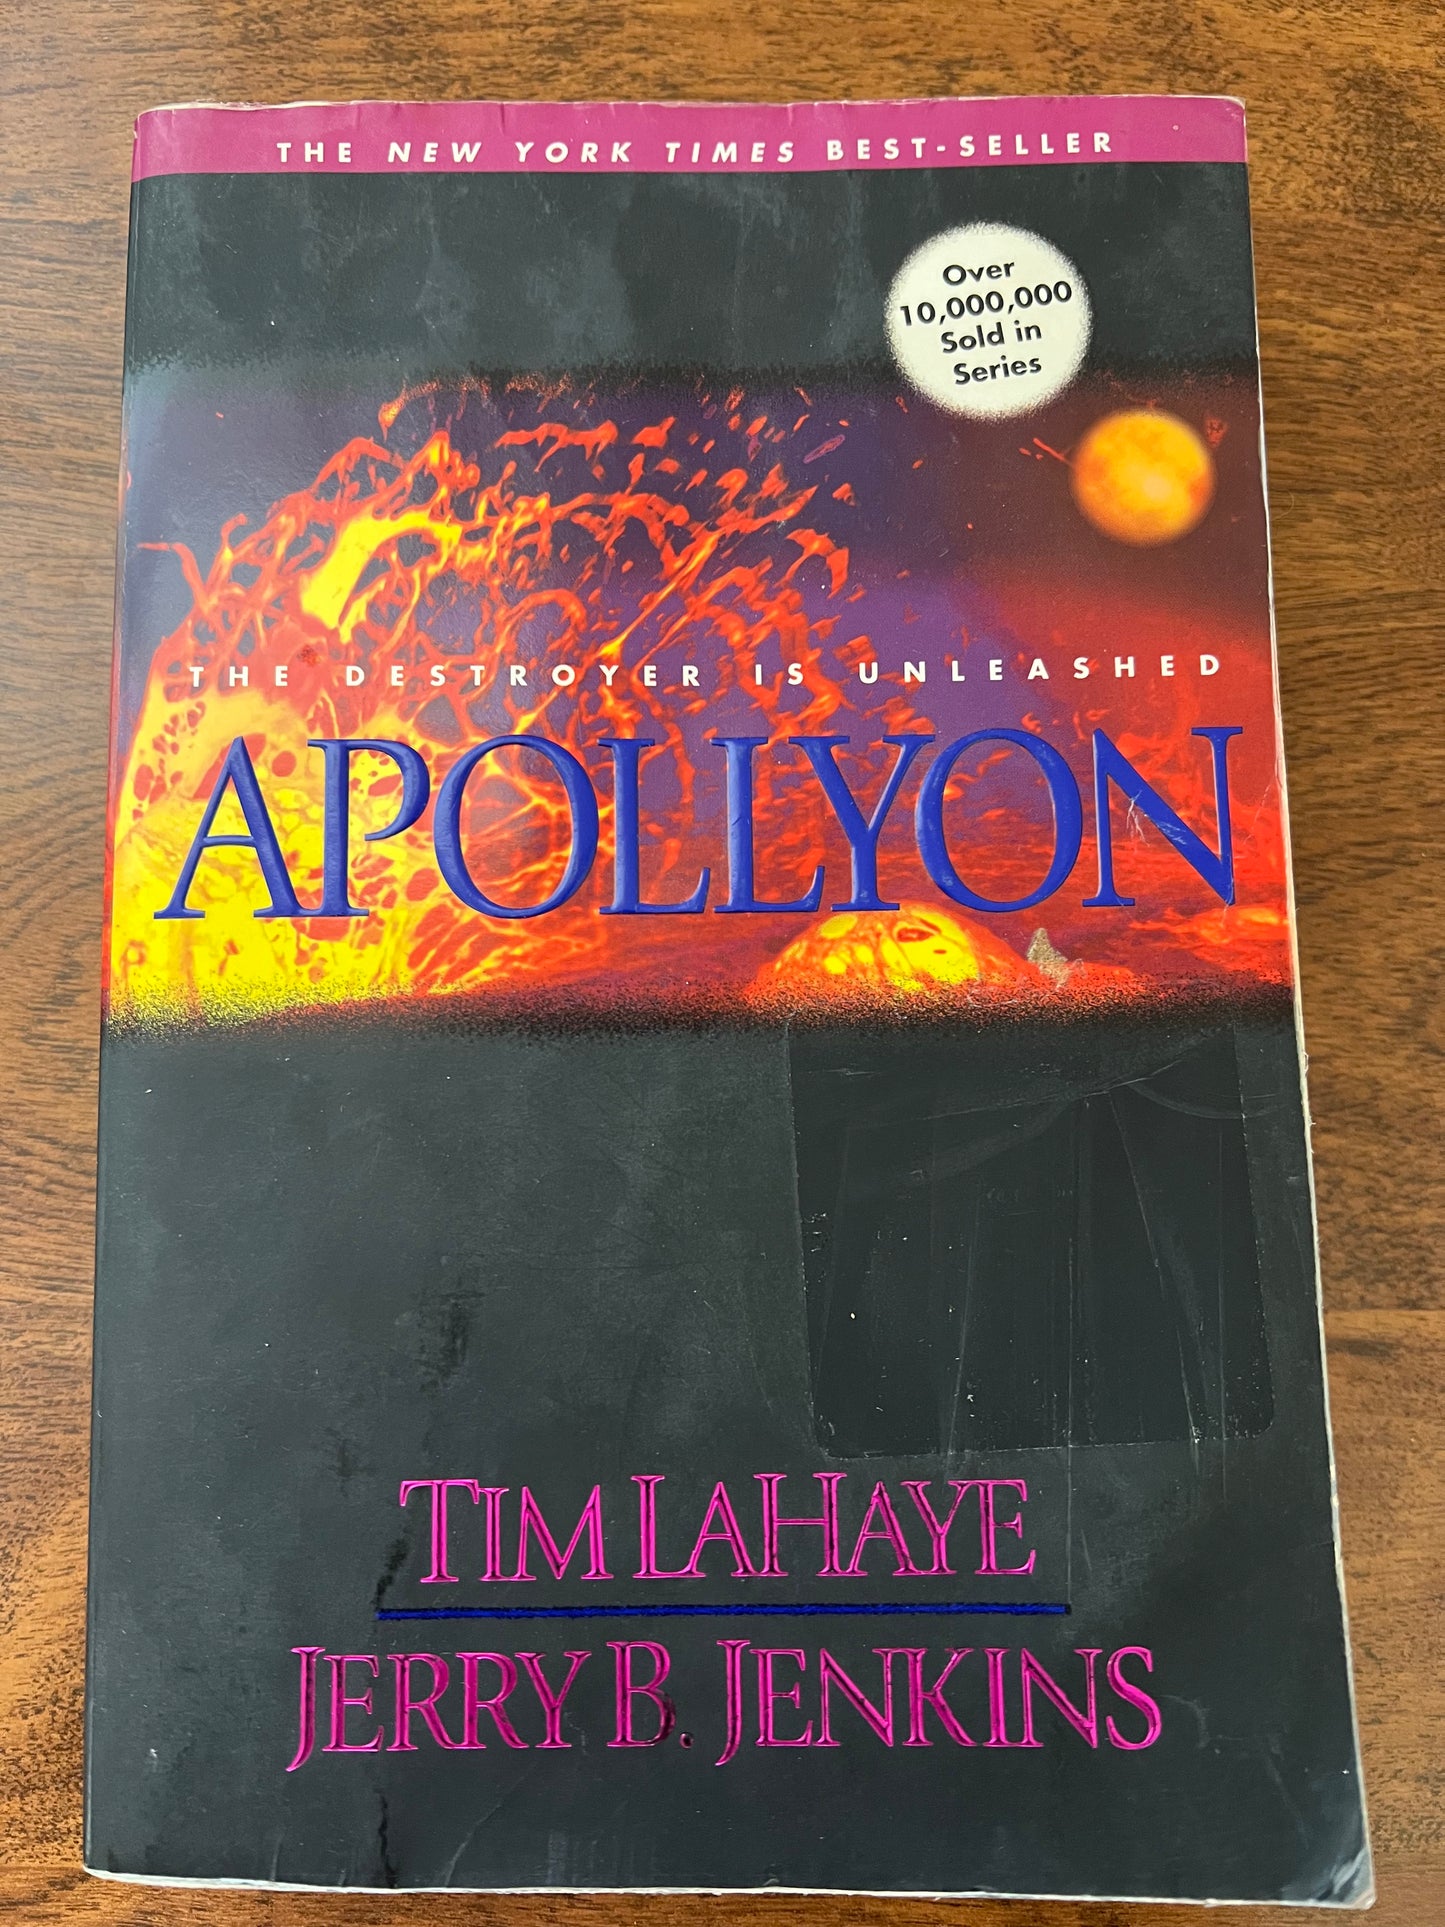 THE NEW YORK TIMES BEST-SELLER
Over
10,000,000
Sold in
Series
THE DESTROYER IS UNLEASHED
APOLLYON
TIM LAHAYE
JERRY B. JENKINS